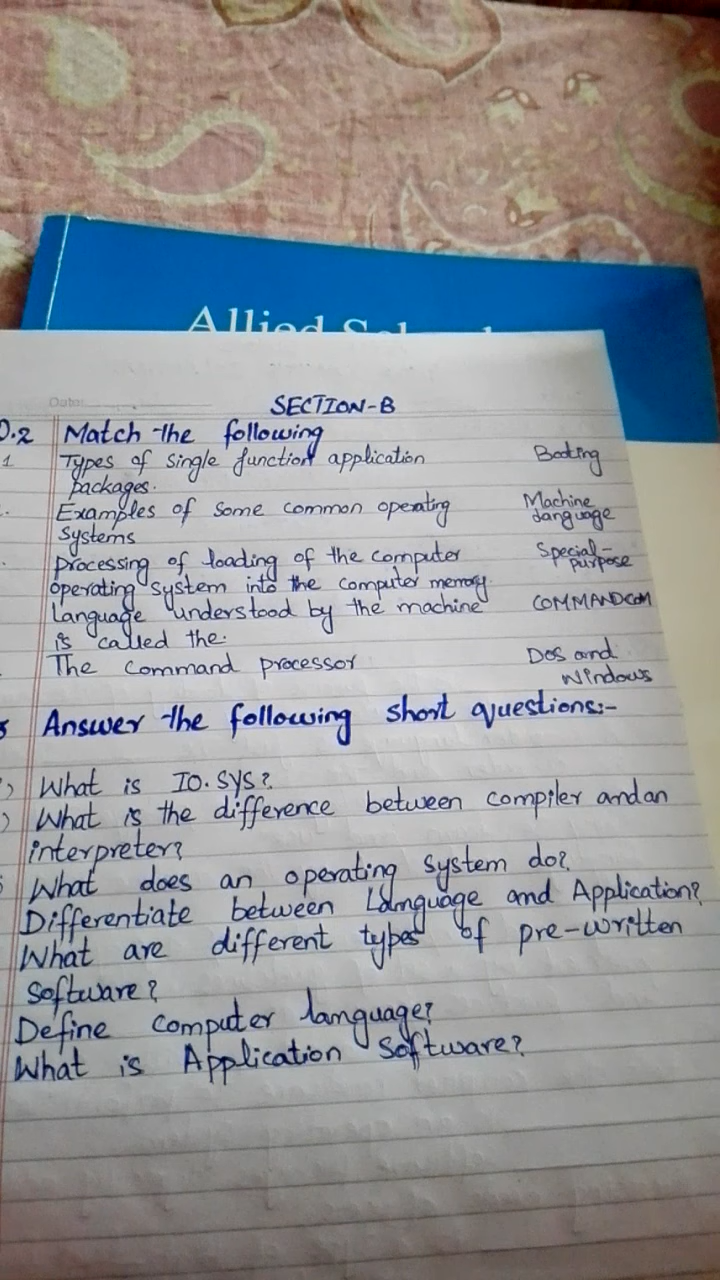 Allied
Date:
SECTION-B
Q.2 Match the following
1 Types of single function application Booting
packages.
Examples of some common operating Machine
Systems language
processing of loading of the computer Special-
purpose
operating system into the computer memory.
language understood by the machine COMMANDCOM
is called the.
The command processor Dos and
Windows
Answer the following short questions:-
What is IO.SYS?
What is the difference between compiler and an
interpreter?
What does an operating system do?
Differentiate between Language and Application?
What are different types of pre-written
Software?
Define computer language?
What is Application Software?